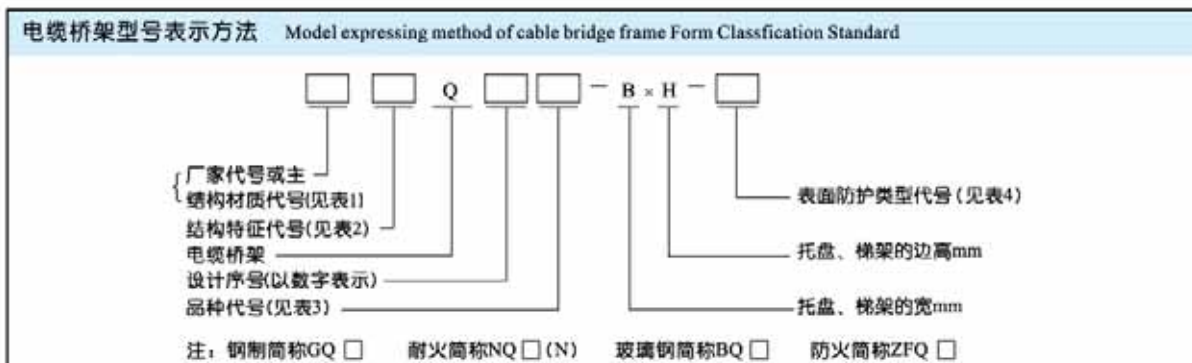 电缆桥架型号表示方法 Model expressing method of cable bridge frame Form Classfication Standard
□ □ Q □ □ - B × H - □
厂家代号或主
结构材质代号(见表1)
结构特征代号(见表2)
电缆桥架
设计序号(以数字表示)
品种代号(见表3)
表面防护类型代号(见表4)
托盘、梯架的边高mm
托盘、梯架的宽mm
注：钢制简称GQ □ 耐火简称NQ □ (N) 玻璃钢简称BQ □ 防火简称ZFQ □